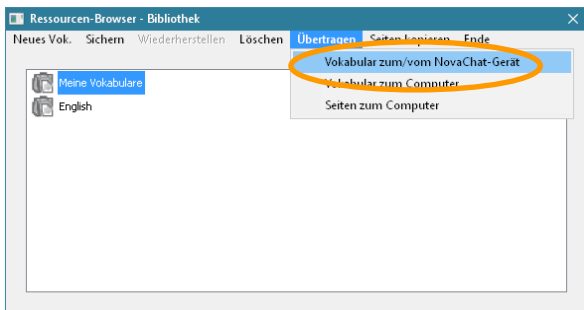 Ressourcen-Browser - Bibliothek
Neues Vok. Sichern Wiederherstellen Löschen Übertragen Seiten kopieren Ende
Vokabular zum/vom NovaChat-Gerät
Vokabular zum Computer
Seiten zum Computer
Meine Vokabulare
English